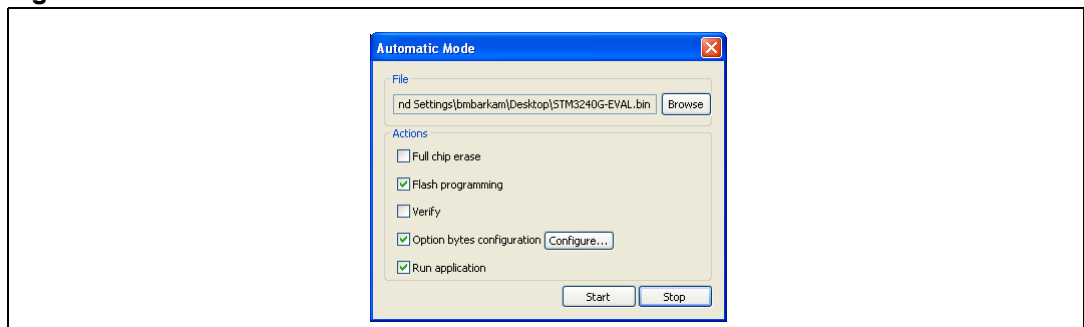 Automatic Mode
File
nd Settings\bmbarkam\Desktop\STM3240G-EVAL.bin Browse
Actions
Full chip erase
Flash programming
Verify
Option bytes configuration Configure...
Run application
Start Stop